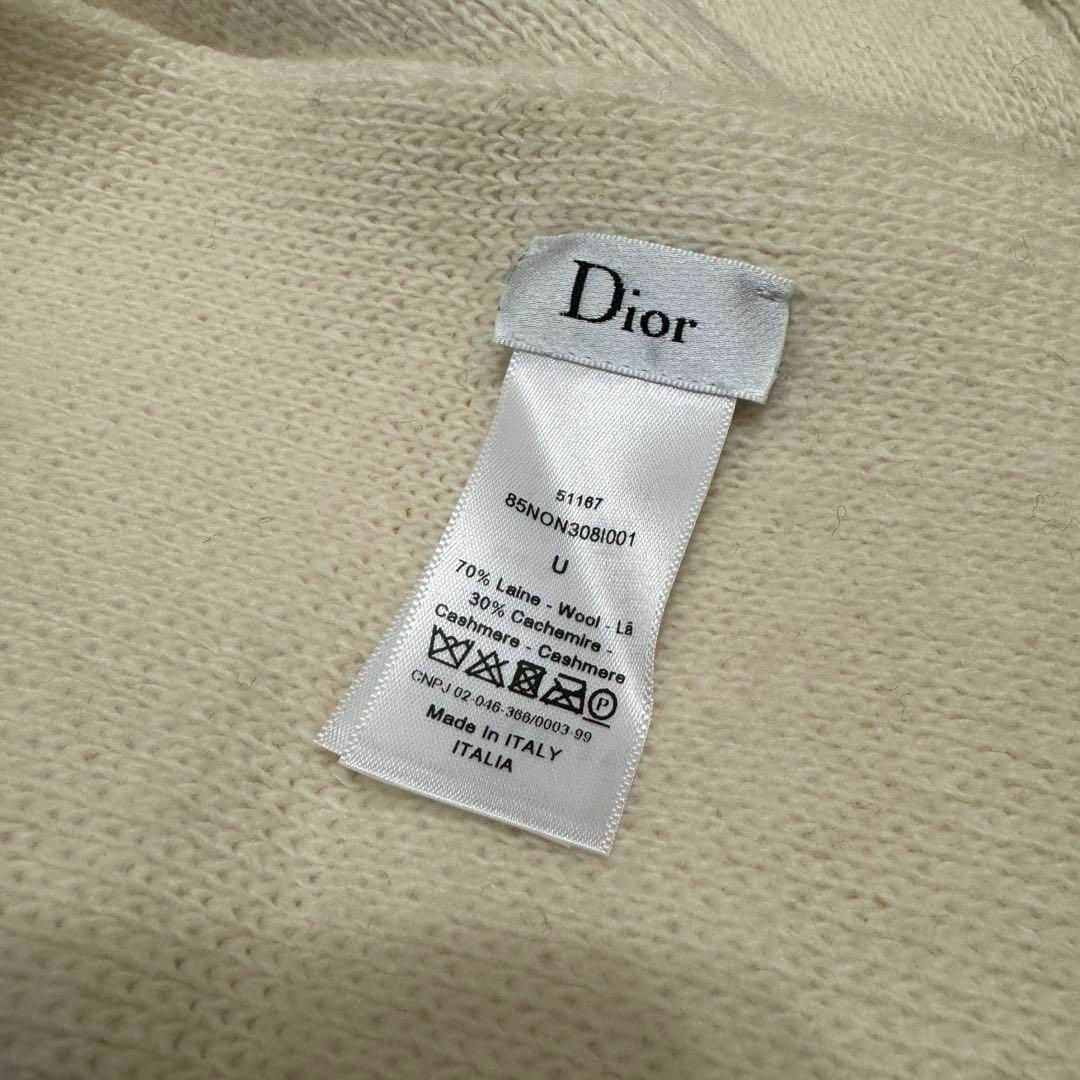 Dior
51167
85NON308I001
U
70% Laine - Wool - Lã
30% Cachemire -
Cashmere - Cashmere
P
CNPJ 02-046-368/0003-99
Made in ITALY
ITALIA